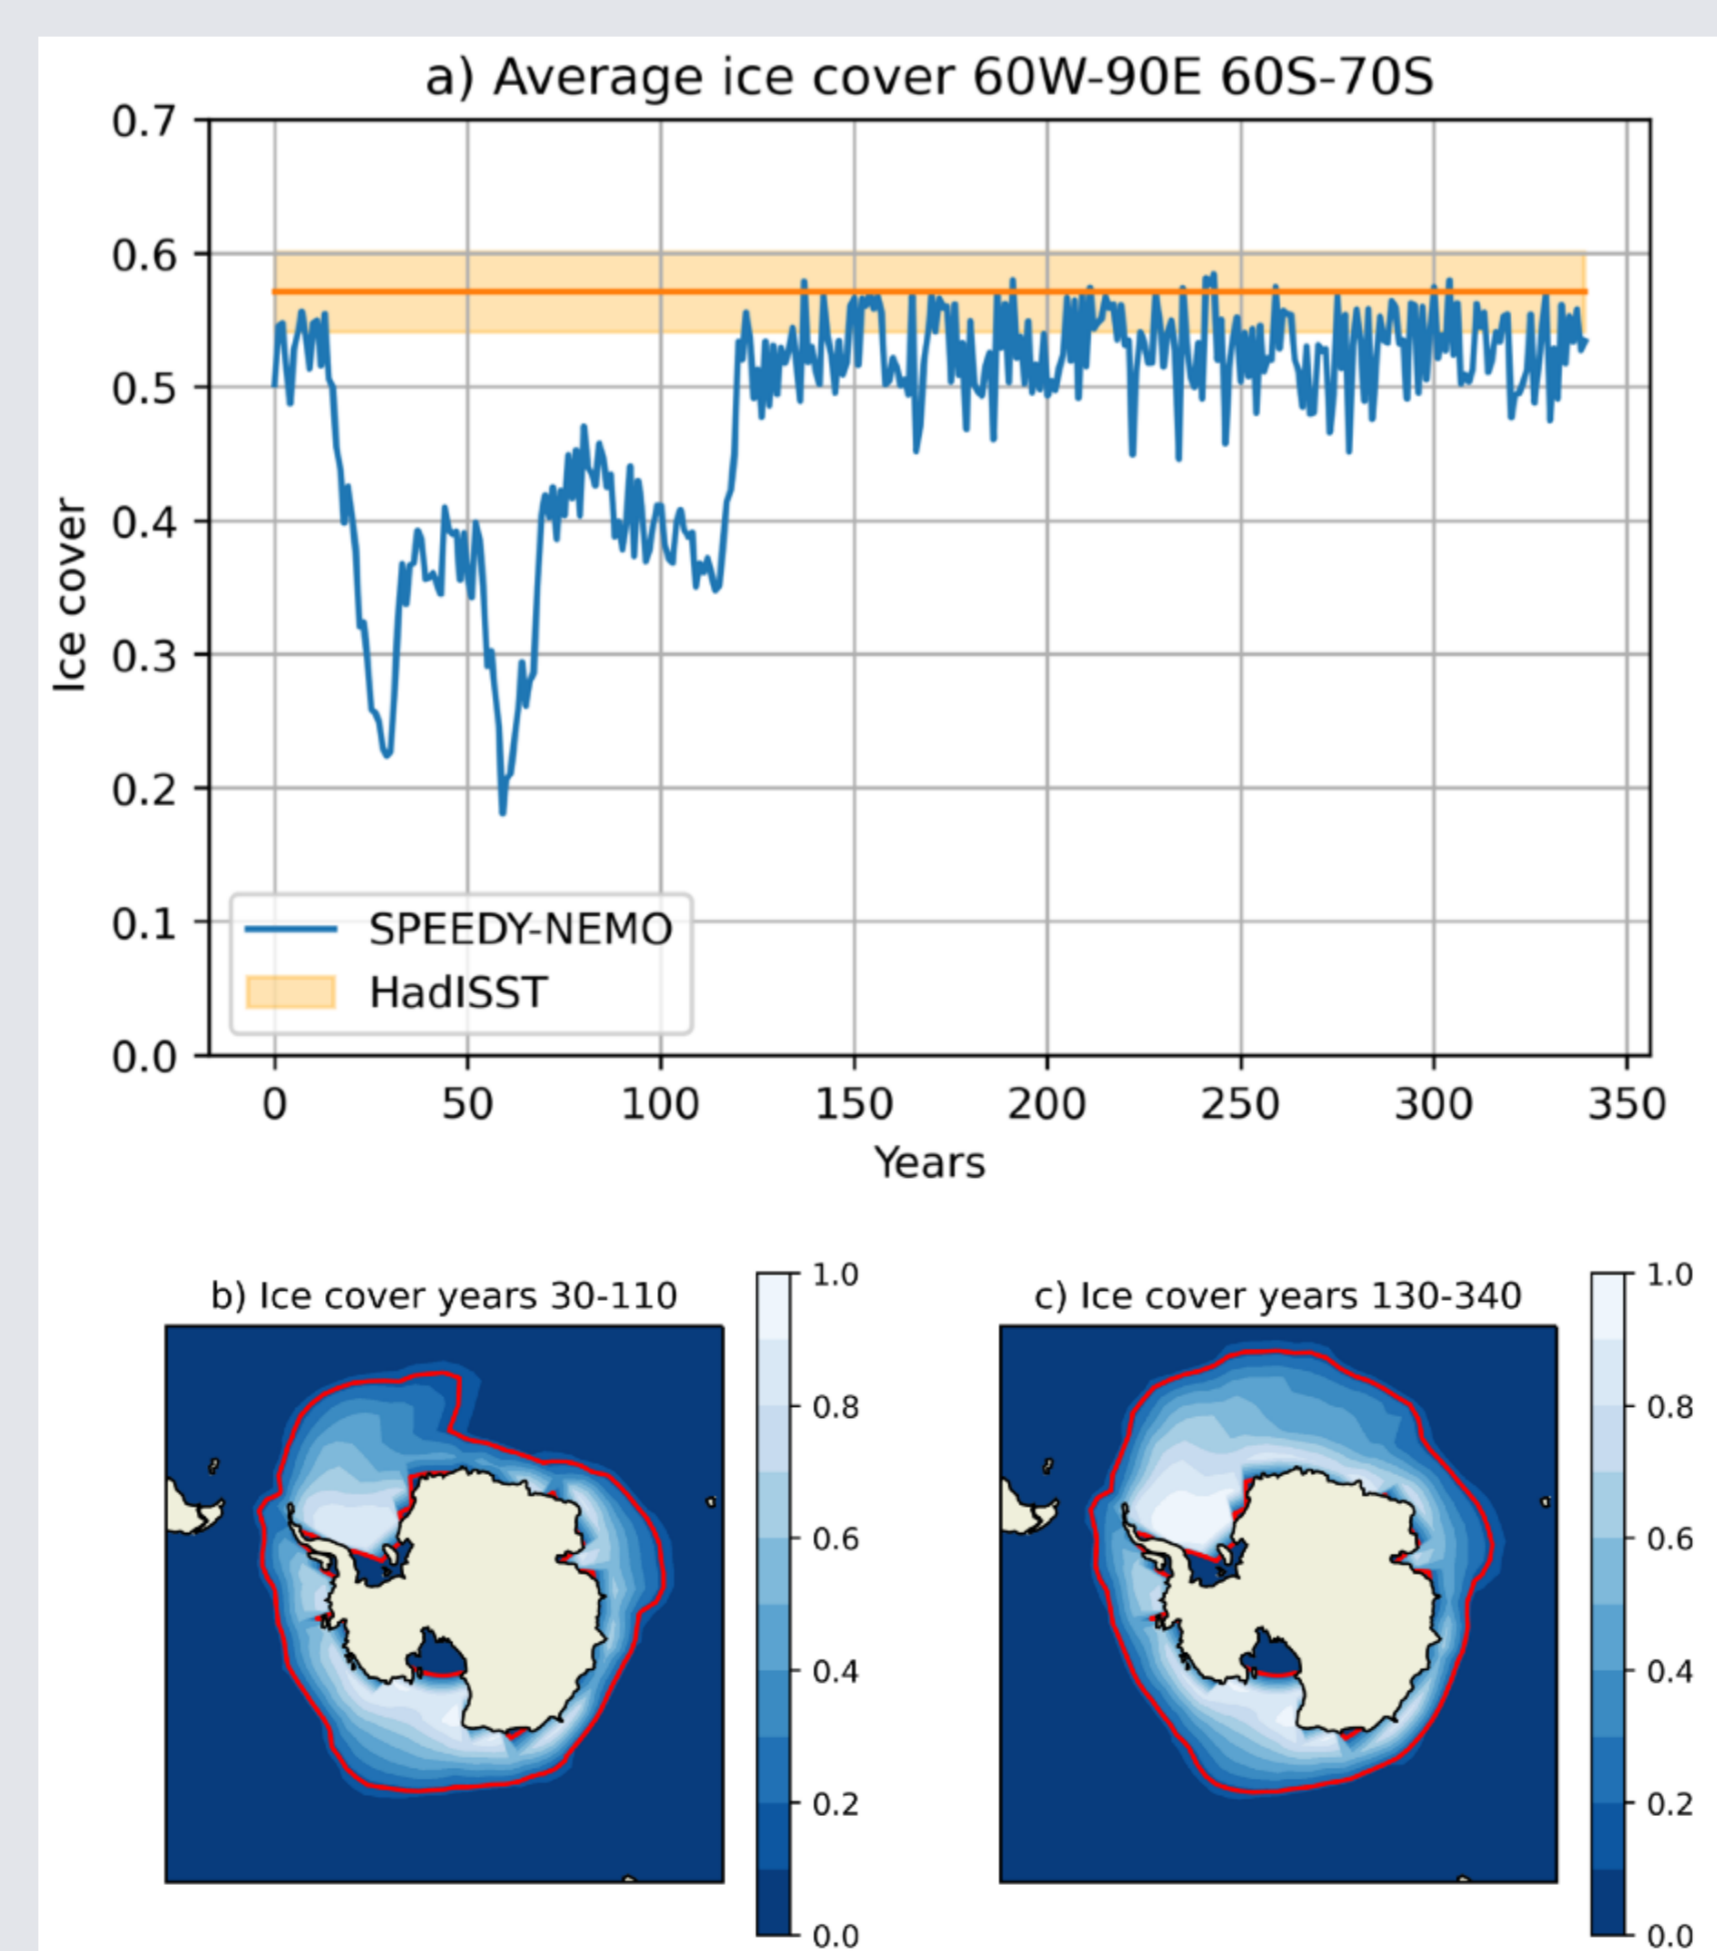 a) Average ice cover 60W-90E 60S-70S
0.7
0.6
0.5
0.4
0.3
0.2
0.1
0.0
Ice cover
SPEEDY-NEMO
HadISST
0 50 100 150 200 250 300 350
Years
b) Ice cover years 30-110
1.0
0.8
0.6
0.4
0.2
0.0
c) Ice cover years 130-340
1.0
0.8
0.6
0.4
0.2
0.0